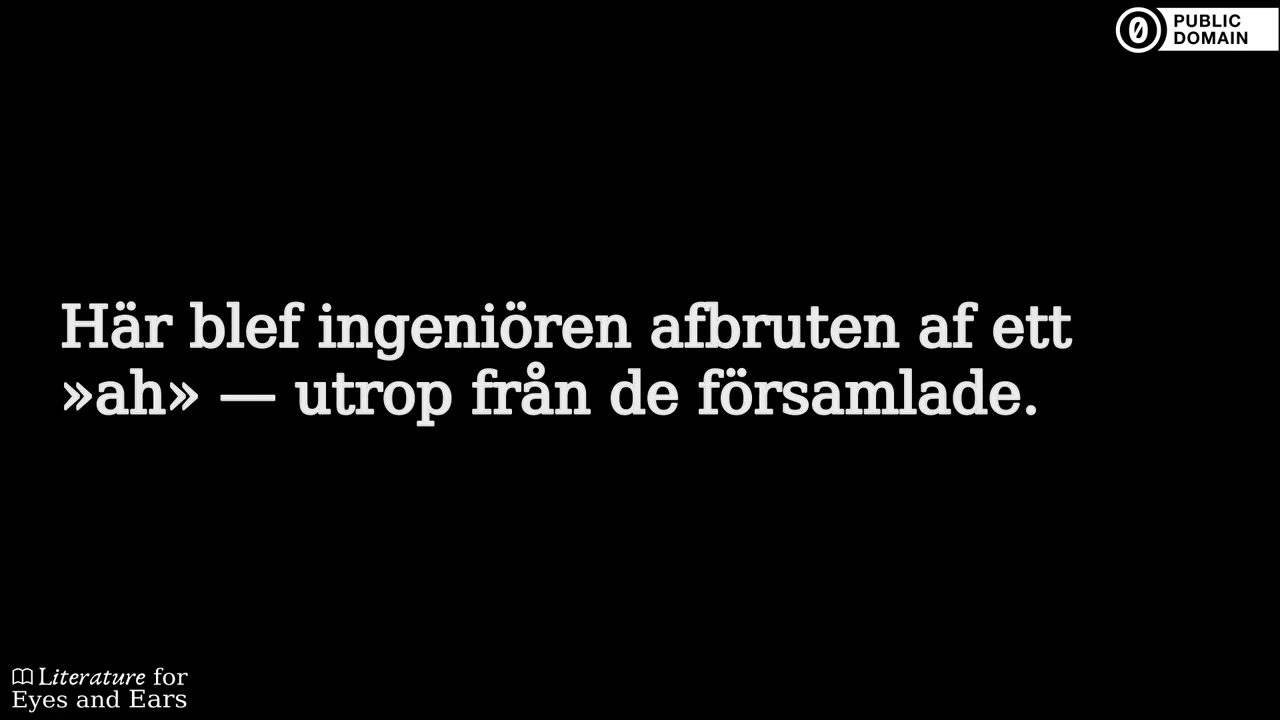 PUBLIC
DOMAIN
Här blef ingeniören afbruten af ett
»ah» — utrop från de församlade.
Literature for
Eyes and Ears